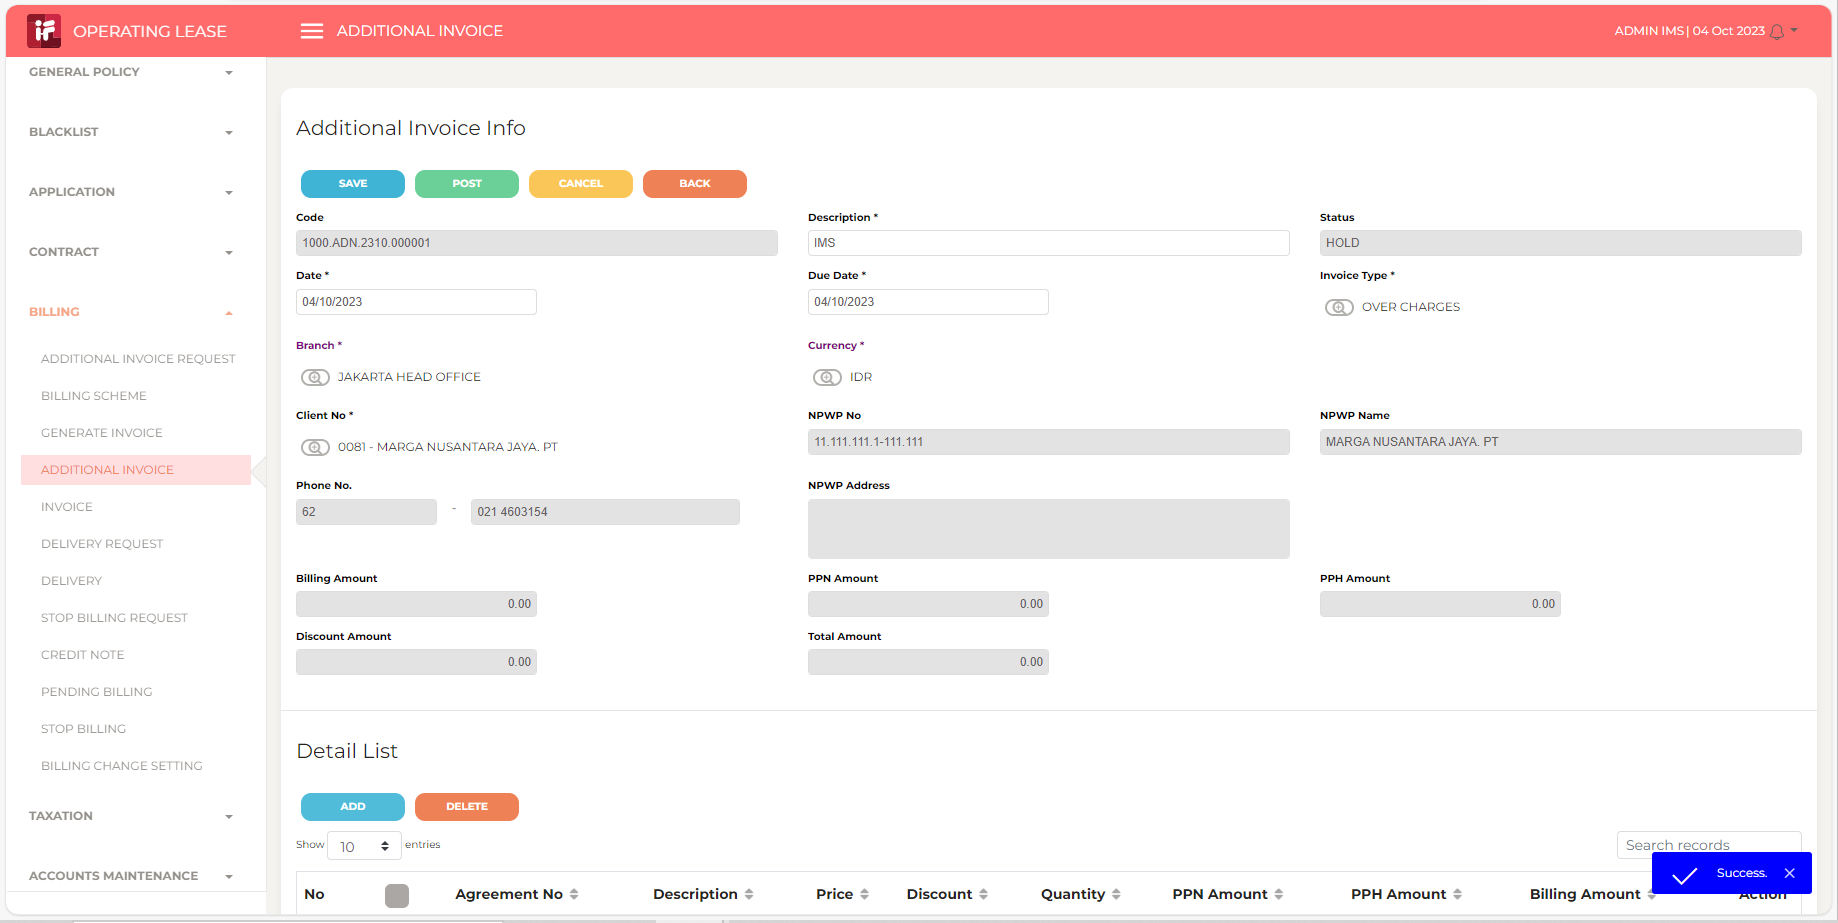 iF OPERATING LEASE ADDITIONAL INVOICE ADMIN IMS | 04 Oct 2023
GENERAL POLICY
BLACKLIST
APPLICATION
CONTRACT
BILLING
ADDITIONAL INVOICE REQUEST
BILLING SCHEME
GENERATE INVOICE
ADDITIONAL INVOICE
INVOICE
DELIVERY REQUEST
DELIVERY
STOP BILLING REQUEST
CREDIT NOTE
PENDING BILLING
STOP BILLING
BILLING CHANGE SETTING
TAXATION
ACCOUNTS MAINTENANCE
Additional Invoice Info
SAVE POST CANCEL BACK
Code Description * Status
1000.ADN.2310.000001 IMS HOLD
Date * Due Date * Invoice Type *
04/10/2023 04/10/2023 OVER CHARGES
Branch * Currency *
JAKARTA HEAD OFFICE IDR
Client No * NPWP No NPWP Name
0081 - MARGA NUSANTARA JAYA. PT 11.111.111.1-111.111 MARGA NUSANTARA JAYA. PT
Phone No. NPWP Address
62 - 021 4603154
Billing Amount PPN Amount PPH Amount
0.00 0.00 0.00
Discount Amount Total Amount
0.00 0.00
Detail List
ADD DELETE
Show 10 entries Search records
Success.
No Agreement No Description Price Discount Quantity PPN Amount PPH Amount Billing Amount Action